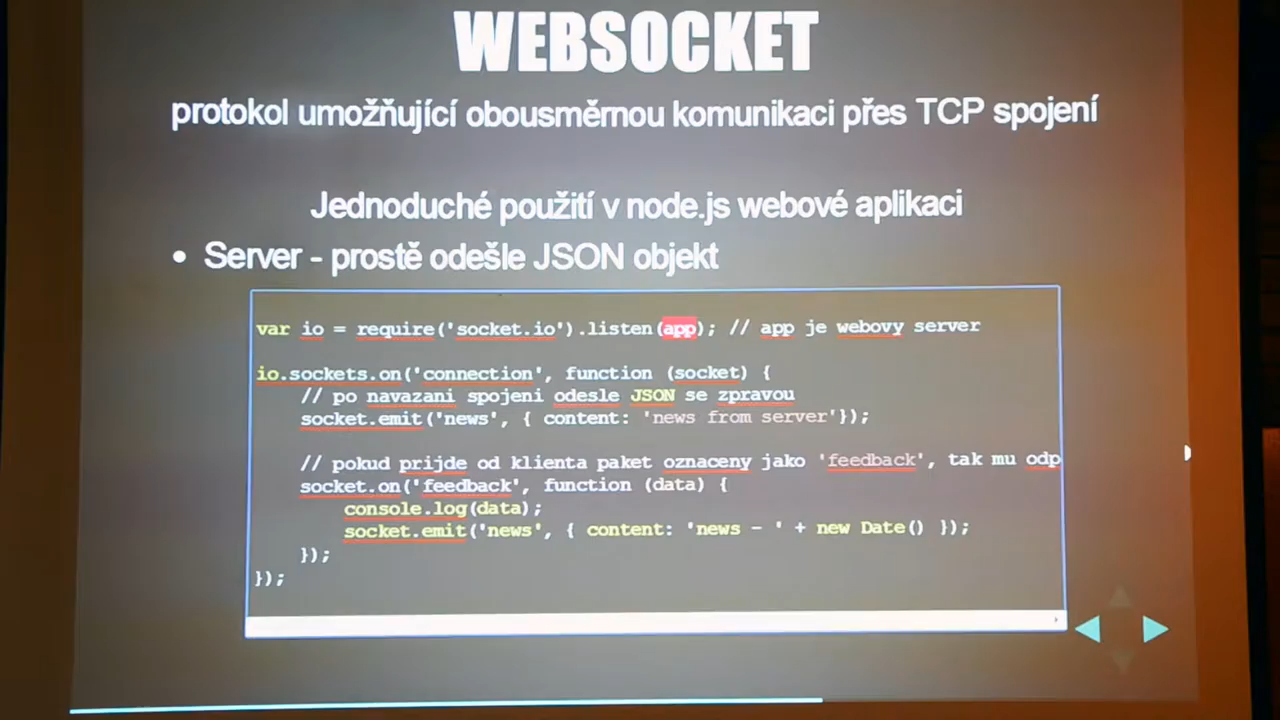 WEBSOCKET
protokol umožňující obousměrnou komunikaci přes TCP spojení
Jednoduché použití v node.js webové aplikaci
• Server - prostě odešle JSON objekt
var io = require('socket.io').listen(app); // app je webovy server
io.sockets.on('connection', function (socket) {
// po navazani spojeni odesle JSON se zpravou
socket.emit('news', { content: 'news from server'});
// pokud prijde od klienta paket oznaceny jako 'feedback', tak mu odp
socket.on('feedback', function (data) {
console.log(data);
socket.emit('news', { content: 'news - ' + new Date() });
});
});